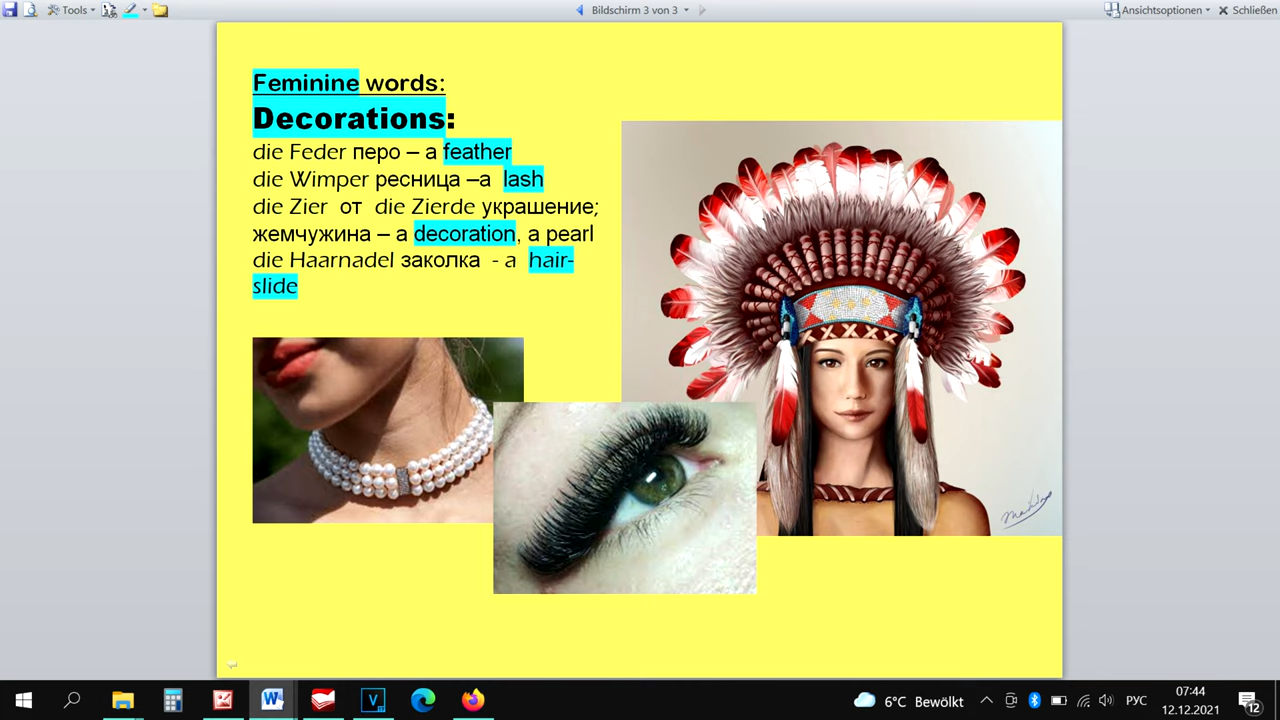 Tools
Bildschirm 3 von 3
Ansichtsoptionen
Schließen
Feminine words:
Decorations:
die Feder перо – a feather
die Wimper ресница –a lash
die Zier от die Zierde украшение;
жемчужина – a decoration, a pearl
die Haarnadel заколка - a hair-
slide
6°C Bewölkt
РУС
07:44
12.12.2021
12